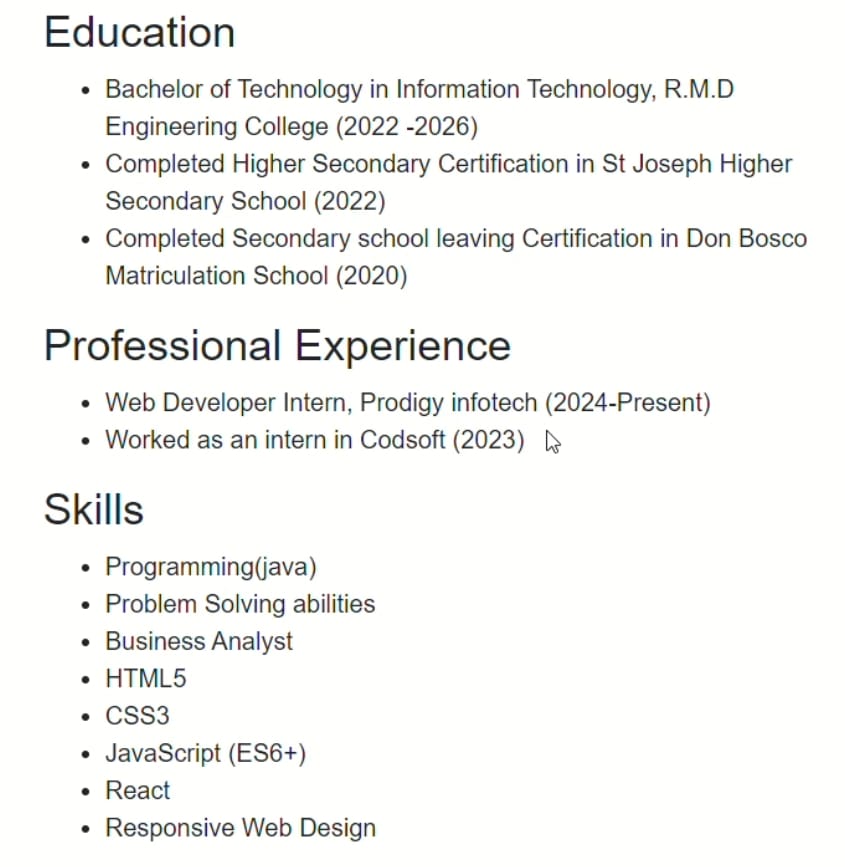 Education
Bachelor of Technology in Information Technology, R.M.D
Engineering College (2022 -2026)
Completed Higher Secondary Certification in St Joseph Higher
Secondary School (2022)
Completed Secondary school leaving Certification in Don Bosco
Matriculation School (2020)
Professional Experience
Web Developer Intern, Prodigy infotech (2024-Present)
Worked as an intern in Codsoft (2023)
Skills
Programming(java)
Problem Solving abilities
Business Analyst
HTML5
CSS3
JavaScript (ES6+)
React
Responsive Web Design